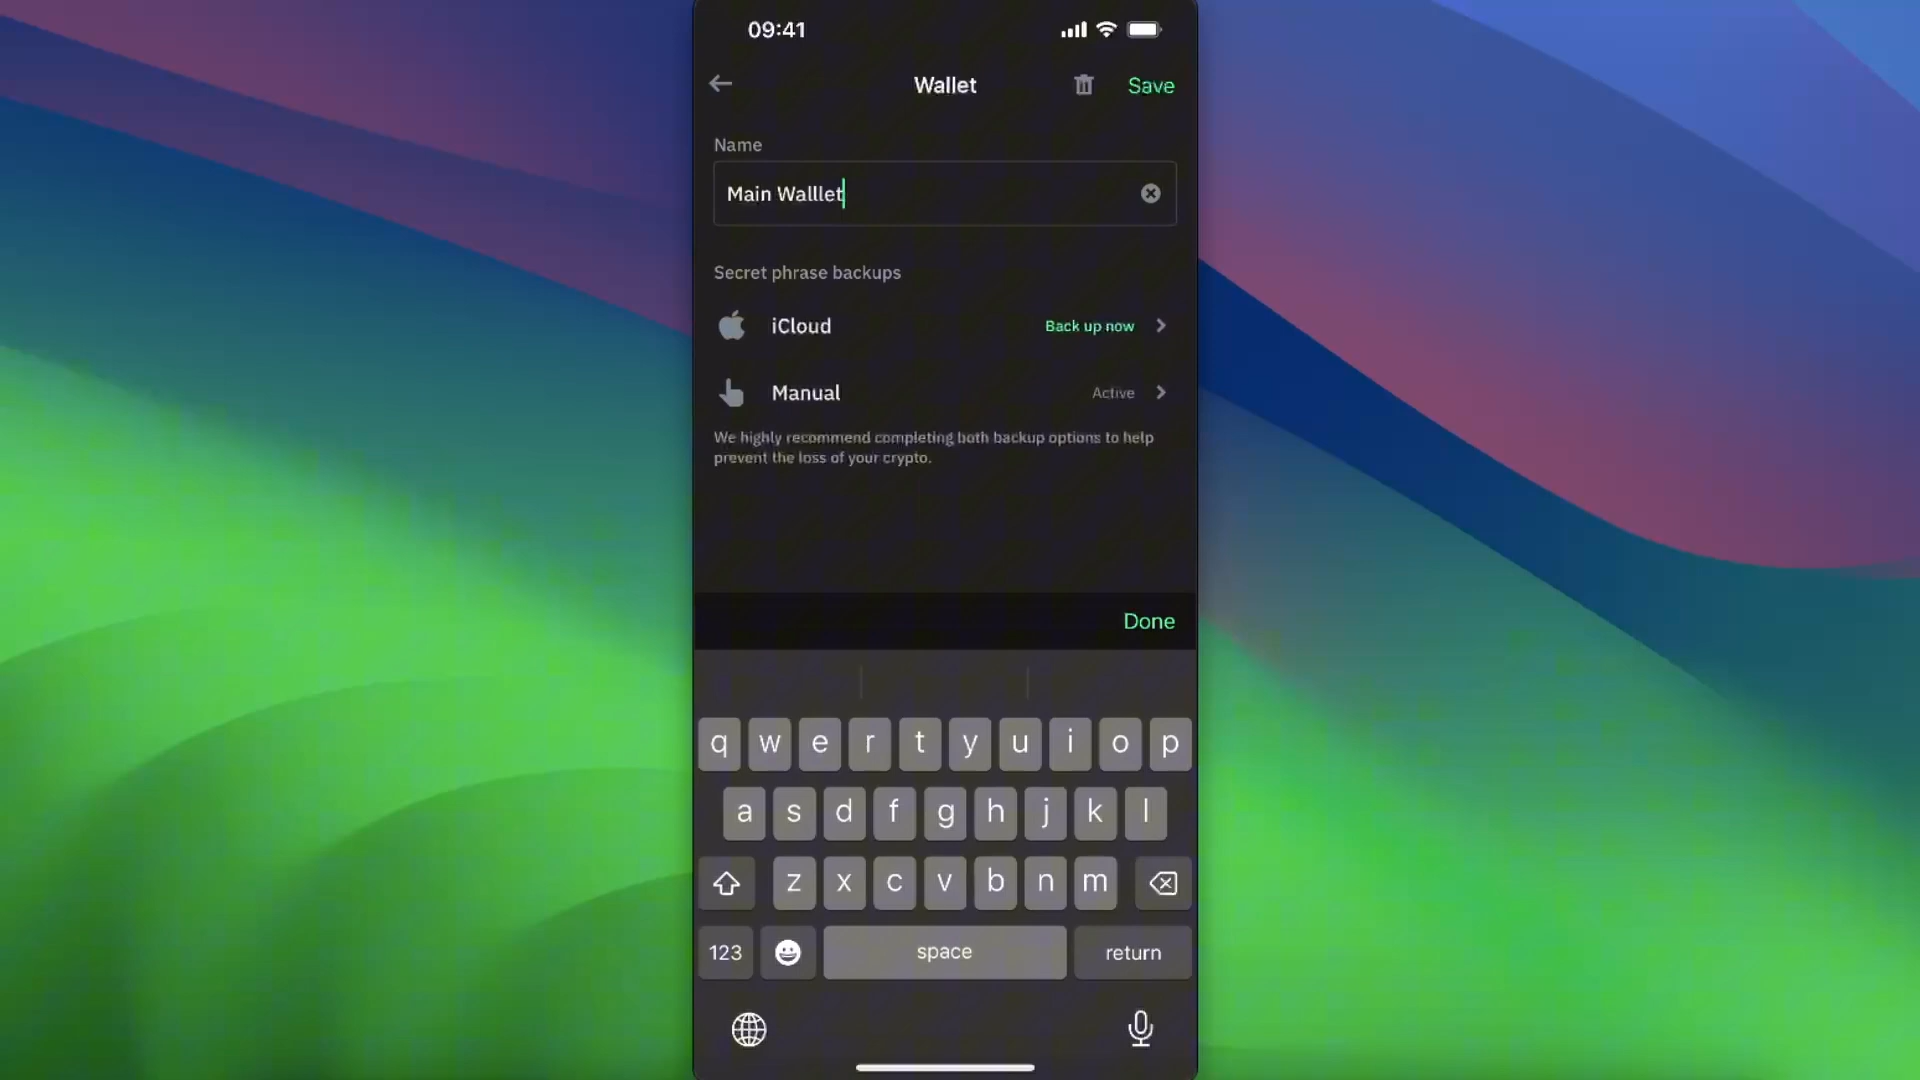 09:41
Wallet
Save
Name
Main Walllet
Secret phrase backups
iCloud
Back up now
Manual
Active
We highly recommend completing both backup options to help
prevent the loss of your crypto.
Done
q w e r t y u i o p
a s d f g h j k l
z x c v b n m
123
space
return